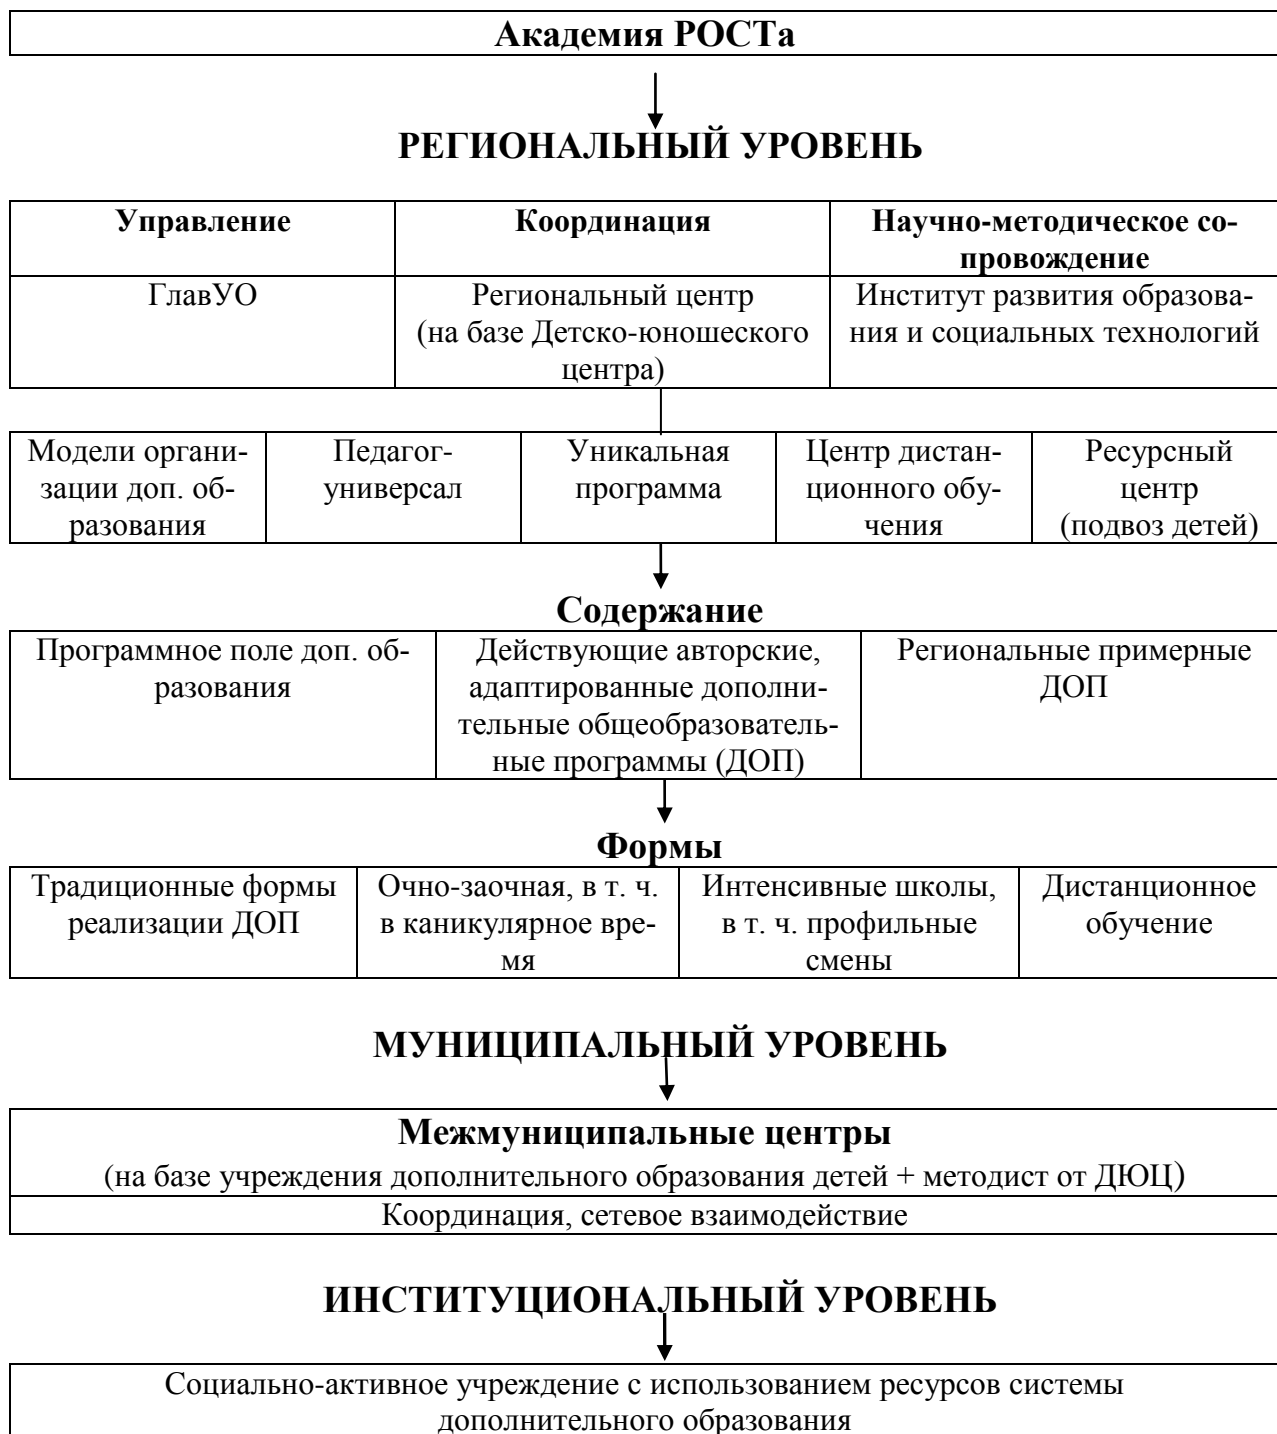 Академия РОСТа
РЕГИОНАЛЬНЫЙ УРОВЕНЬ
Управление
Координация
Научно-методическое со-
провождение
ГлавУО
Региональный центр
(на базе Детско-юношеского
центра)
Институт развития образова-
ния и социальных технологий
Модели органи-
зации доп. об-
разования
Педагог-
универсал
Уникальная
программа
Центр дистан-
ционного обу-
чения
Ресурсный
центр
(подвоз детей)
Содержание
Программное поле доп. об-
разования
Действующие авторские,
адаптированные дополни-
тельные общеобразователь-
ные программы (ДОП)
Региональные примерные
ДОП
Формы
Традиционные формы
реализации ДОП
Очно-заочная, в т. ч.
в каникулярное вре-
мя
Интенсивные школы,
в т. ч. профильные
смены
Дистанционное
обучение
МУНИЦИПАЛЬНЫЙ УРОВЕНЬ
Межмуниципальные центры
(на базе учреждения дополнительного образования детей + методист от ДЮЦ)
Координация, сетевое взаимодействие
ИНСТИТУЦИОНАЛЬНЫЙ УРОВЕНЬ
Социально-активное учреждение с использованием ресурсов системы
дополнительного образования